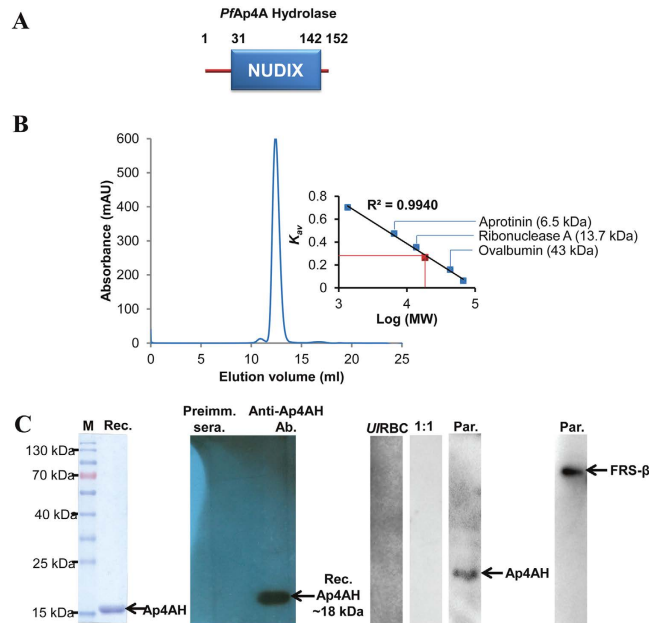 A
PfAp4A Hydrolase
1 31 142 152
NUDIX
B
600
500
400
300
200
100
0
Absorbance (mAU)
0 5 10 15 20 25
Elution volume (ml)
R² = 0.9940
0.8
0.6
0.4
0.2
0
Kav
3 4 5
Log (MW)
Aprotinin (6.5 kDa)
Ribonuclease A (13.7 kDa)
Ovalbumin (43 kDa)
C
M Rec.
130 kDa
70 kDa
40 kDa
25 kDa
15 kDa
Ap4AH
Preimm. sera.
Anti-Ap4AH Ab.
Rec.
Ap4AH
~18 kDa
UIRBC 1:1 Par.
Ap4AH
Par.
FRS-β